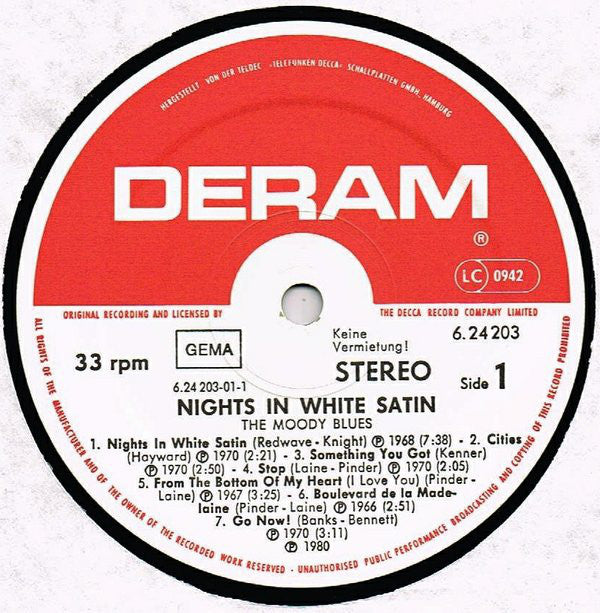 HERGESTELLT VON DER TELDEC »TELEFUNKEN DECCA« SCHALLPLATTEN GMBH, HAMBURG
DERAM
®
LC 0942
ORIGINAL RECORDING AND LICENSED BY THE DECCA RECORD COMPANY LIMITED
33 rpm
GEMA
Keine
Vermietung!
6.24203
6.24 203-01-1
STEREO
Side 1
NIGHTS IN WHITE SATIN
THE MOODY BLUES
1. Nights In White Satin (Redwave - Knight) ℗ 1968 (7:38) - 2. Cities
(Hayward) ℗ 1970 (2:21) - 3. Something You Got (Kenner)
℗ 1970 (2:50) - 4. Stop (Laine - Pinder) ℗ 1970 (2:05)
5. From The Bottom Of My Heart (I Love You) (Pinder -
Laine) ℗ 1967 (3:25) - 6. Boulevard de la Made-
laine (Pinder - Laine) ℗ 1966 (2:51)
7. Go Now! (Banks - Bennett)
℗ 1970 (3:11)
℗ 1980
ALL RIGHTS OF THE MANUFACTURER AND OF THE OWNER OF THE RECORDED WORK RESERVED - UNAUTHORISED PUBLIC PERFORMANCE BROADCASTING AND COPYING OF THIS RECORD PROHIBITED